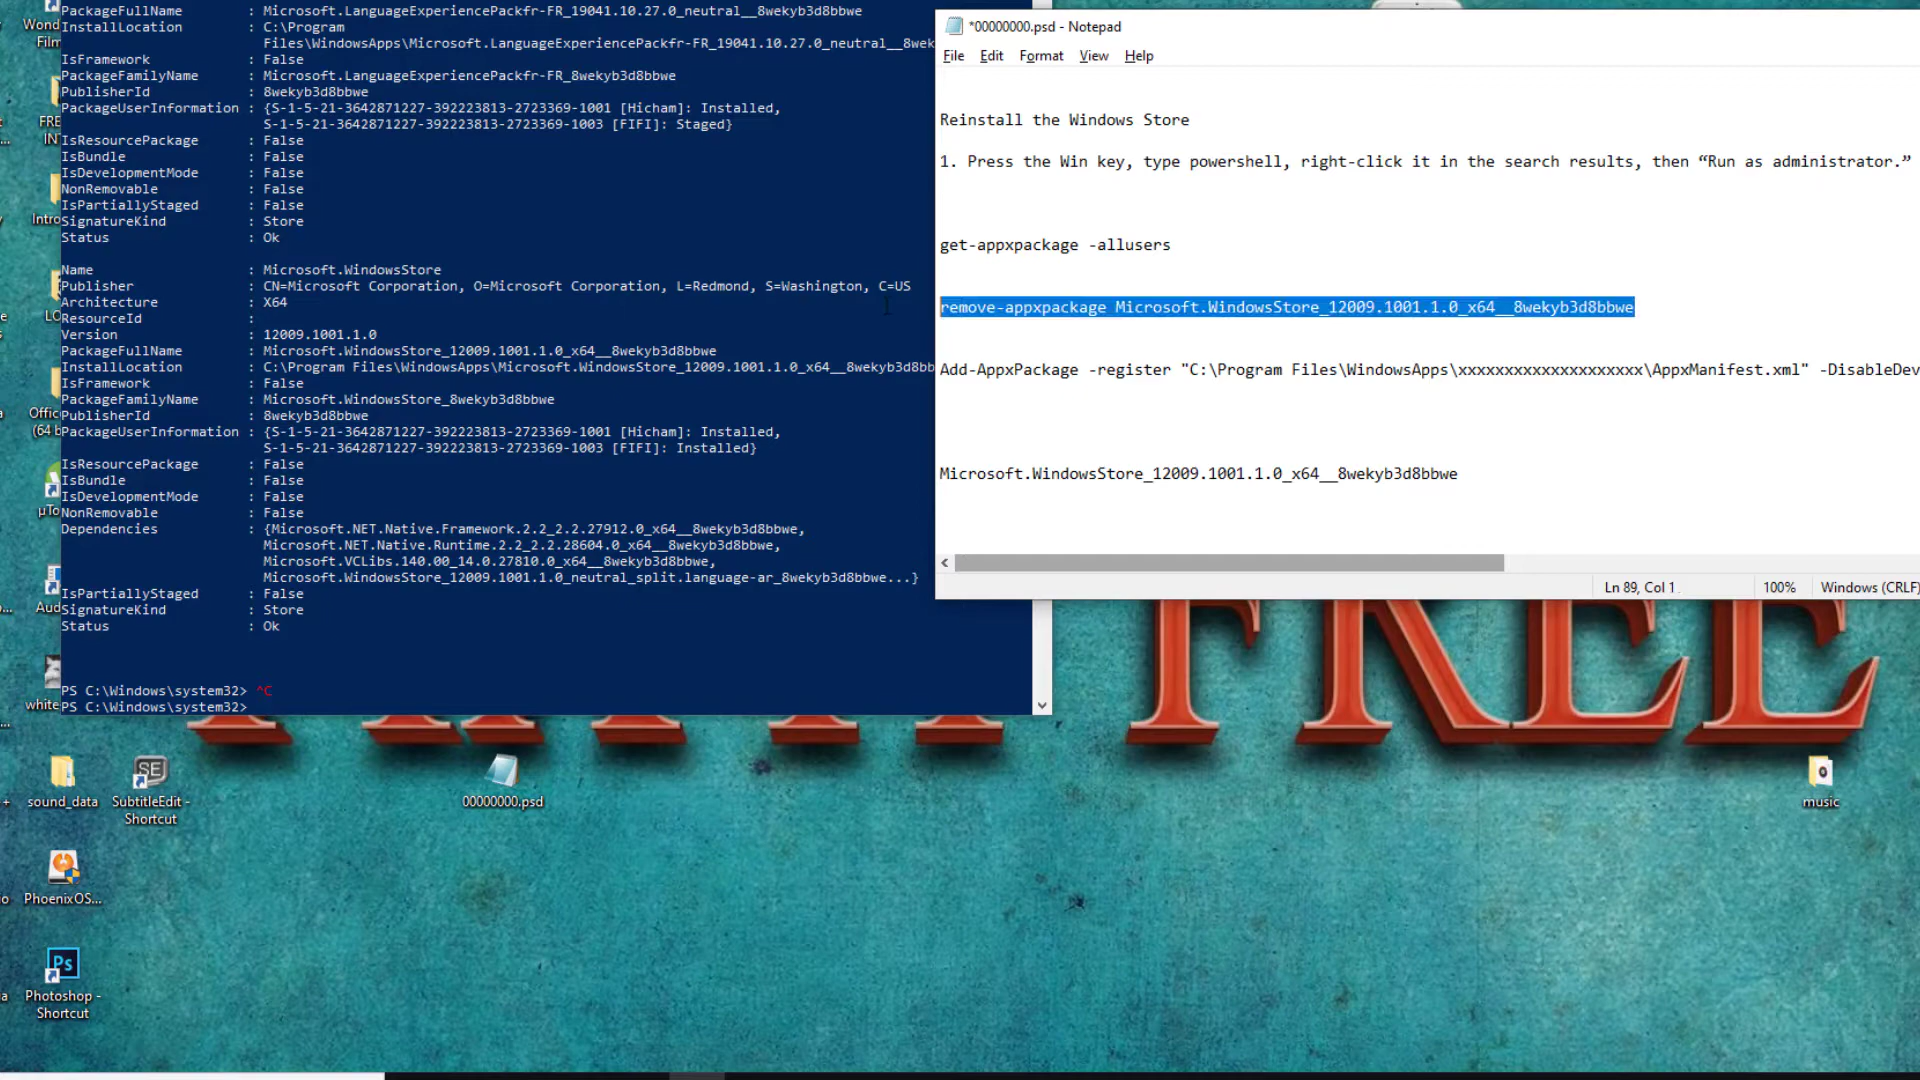 PackageFullName : Microsoft.LanguageExperiencePackfr-FR_19041.10.27.0_neutral__8wekyb3d8bbwe
InstallLocation : C:\Program
Files\WindowsApps\Microsoft.LanguageExperiencePackfr-FR_19041.10.27.0_neutral__8wek
IsFramework : False
PackageFamilyName : Microsoft.LanguageExperiencePackfr-FR_8wekyb3d8bbwe
PublisherId : 8wekyb3d8bbwe
PackageUserInformation : {S-1-5-21-3642871227-392223813-2723369-1001 [Hicham]: Installed,
S-1-5-21-3642871227-392223813-2723369-1003 [FIFI]: Staged}
IsResourcePackage : False
IsBundle : False
IsDevelopmentMode : False
NonRemovable : False
IsPartiallyStaged : False
SignatureKind : Store
Status : Ok
Name : Microsoft.WindowsStore
Publisher : CN=Microsoft Corporation, O=Microsoft Corporation, L=Redmond, S=Washington, C=US
Architecture : X64
ResourceId :
Version : 12009.1001.1.0
PackageFullName : Microsoft.WindowsStore_12009.1001.1.0_x64__8wekyb3d8bbwe
InstallLocation : C:\Program Files\WindowsApps\Microsoft.WindowsStore_12009.1001.1.0_x64__8wekyb3d8bb
IsFramework : False
PackageFamilyName : Microsoft.WindowsStore_8wekyb3d8bbwe
PublisherId : 8wekyb3d8bbwe
PackageUserInformation : {S-1-5-21-3642871227-392223813-2723369-1001 [Hicham]: Installed,
S-1-5-21-3642871227-392223813-2723369-1003 [FIFI]: Installed}
IsResourcePackage : False
IsBundle : False
IsDevelopmentMode : False
NonRemovable : False
Dependencies : {Microsoft.NET.Native.Framework.2.2_2.2.27912.0_x64__8wekyb3d8bbwe,
Microsoft.NET.Native.Runtime.2.2_2.2.28604.0_x64__8wekyb3d8bbwe,
Microsoft.VCLibs.140.00_14.0.27810.0_x64__8wekyb3d8bbwe,
Microsoft.WindowsStore_12009.1001.1.0_neutral_split.language-ar_8wekyb3d8bbwe...}
IsPartiallyStaged : False
SignatureKind : Store
Status : Ok
PS C:\Windows\system32> ^C
PS C:\Windows\system32>
*00000000.psd - Notepad
File Edit Format View Help
Reinstall the Windows Store
1. Press the Win key, type powershell, right-click it in the search results, then “Run as administrator.”
get-appxpackage -allusers
remove-appxpackage Microsoft.WindowsStore_12009.1001.1.0_x64__8wekyb3d8bbwe
Add-AppxPackage -register "C:\Program Files\WindowsApps\xxxxxxxxxxxxxxxxxxxx\AppxManifest.xml" -DisableDev
Microsoft.WindowsStore_12009.1001.1.0_x64__8wekyb3d8bbwe
Ln 89, Col 1
100%
Windows (CRLF)
FREE
sound_data
SubtitleEdit -
Shortcut
00000000.psd
music
PhoenixOS...
Ps
Photoshop -
Shortcut